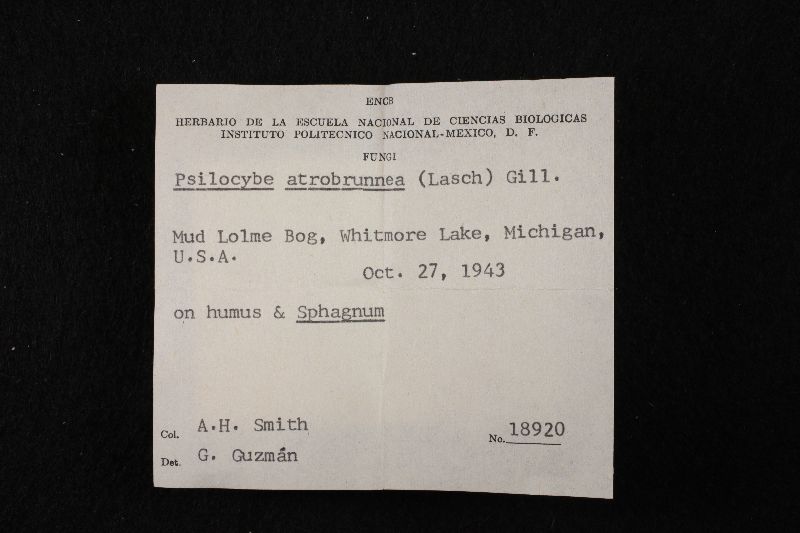 ENCB
HERBARIO DE LA ESCUELA NACIONAL DE CIENCIAS BIOLOGICAS
INSTITUTO POLITECNICO NACIONAL-MEXICO, D. F.
FUNGI
Psilocybe atrobrunnea (Lasch) Gill.
Mud Lolme Bog, Whitmore Lake, Michigan,
U.S.A.
Oct. 27, 1943
on humus & Sphagnum
Col. A.H. Smith
No. 18920
Det. G. Guzmán